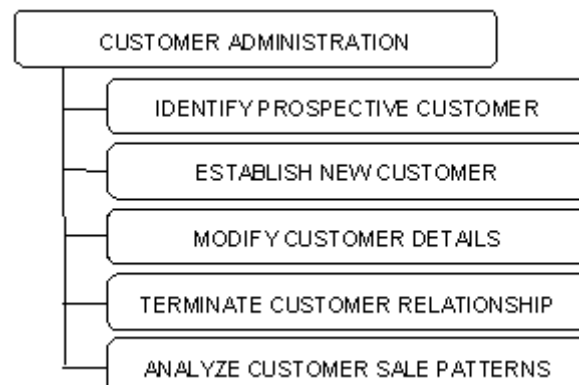 CUSTOMER ADMINISTRATION
IDENTIFY PROSPECTIVE CUSTOMER
ESTABLISH NEW CUSTOMER
MODIFY CUSTOMER DETAILS
TERMINATE CUSTOMER RELATIONSHIP
ANALYZE CUSTOMER SALE PATTERNS